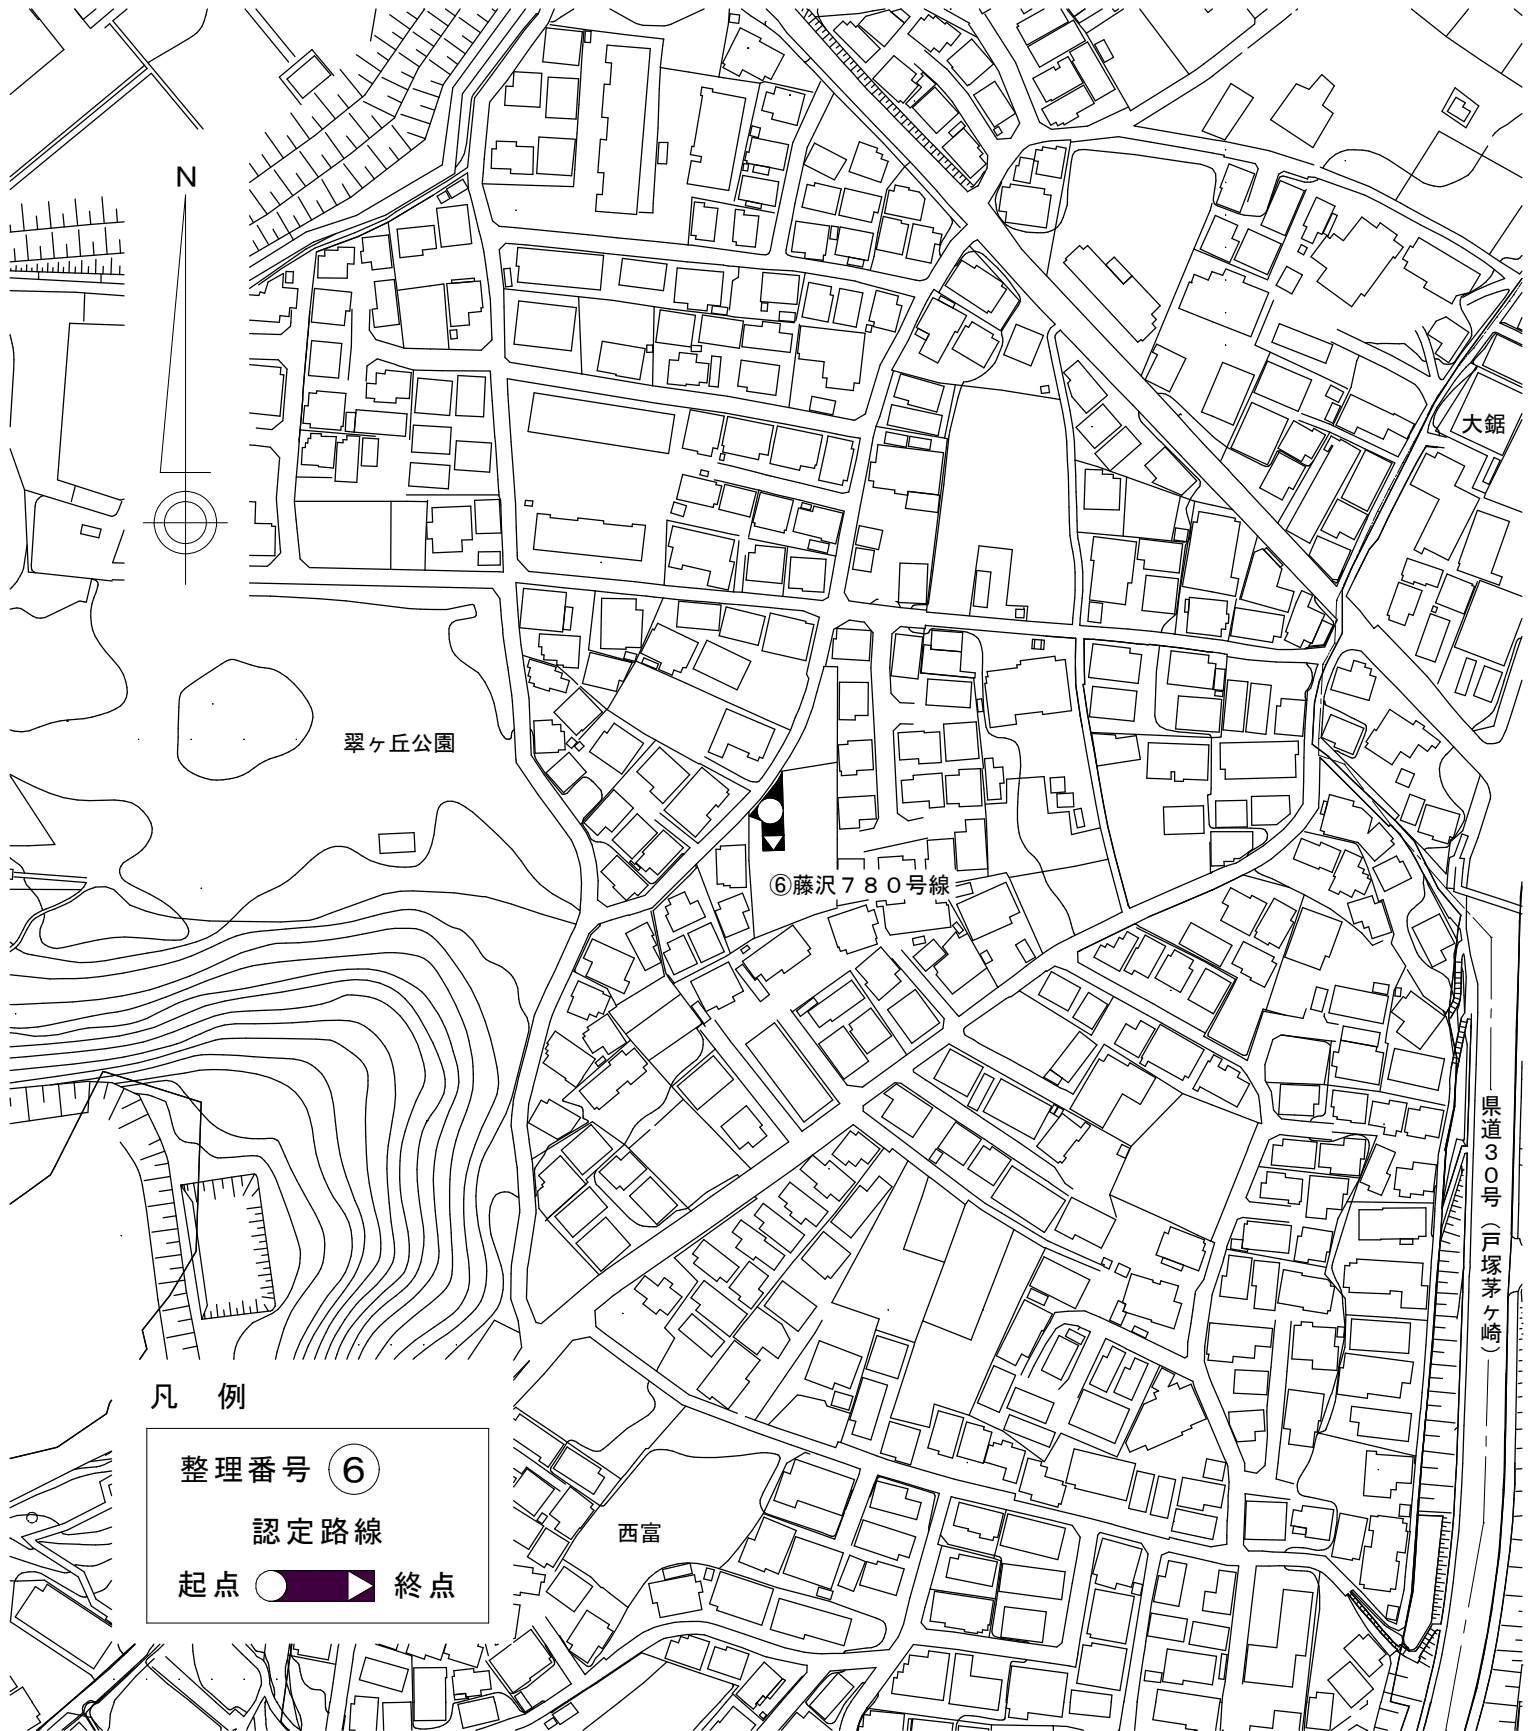 N
大鋸
翠ヶ丘公園
⑥藤沢７８０号線
県道３０号（戸塚茅ヶ崎）
凡 例
整理番号 ⑥
認定路線
起点 終点
西富